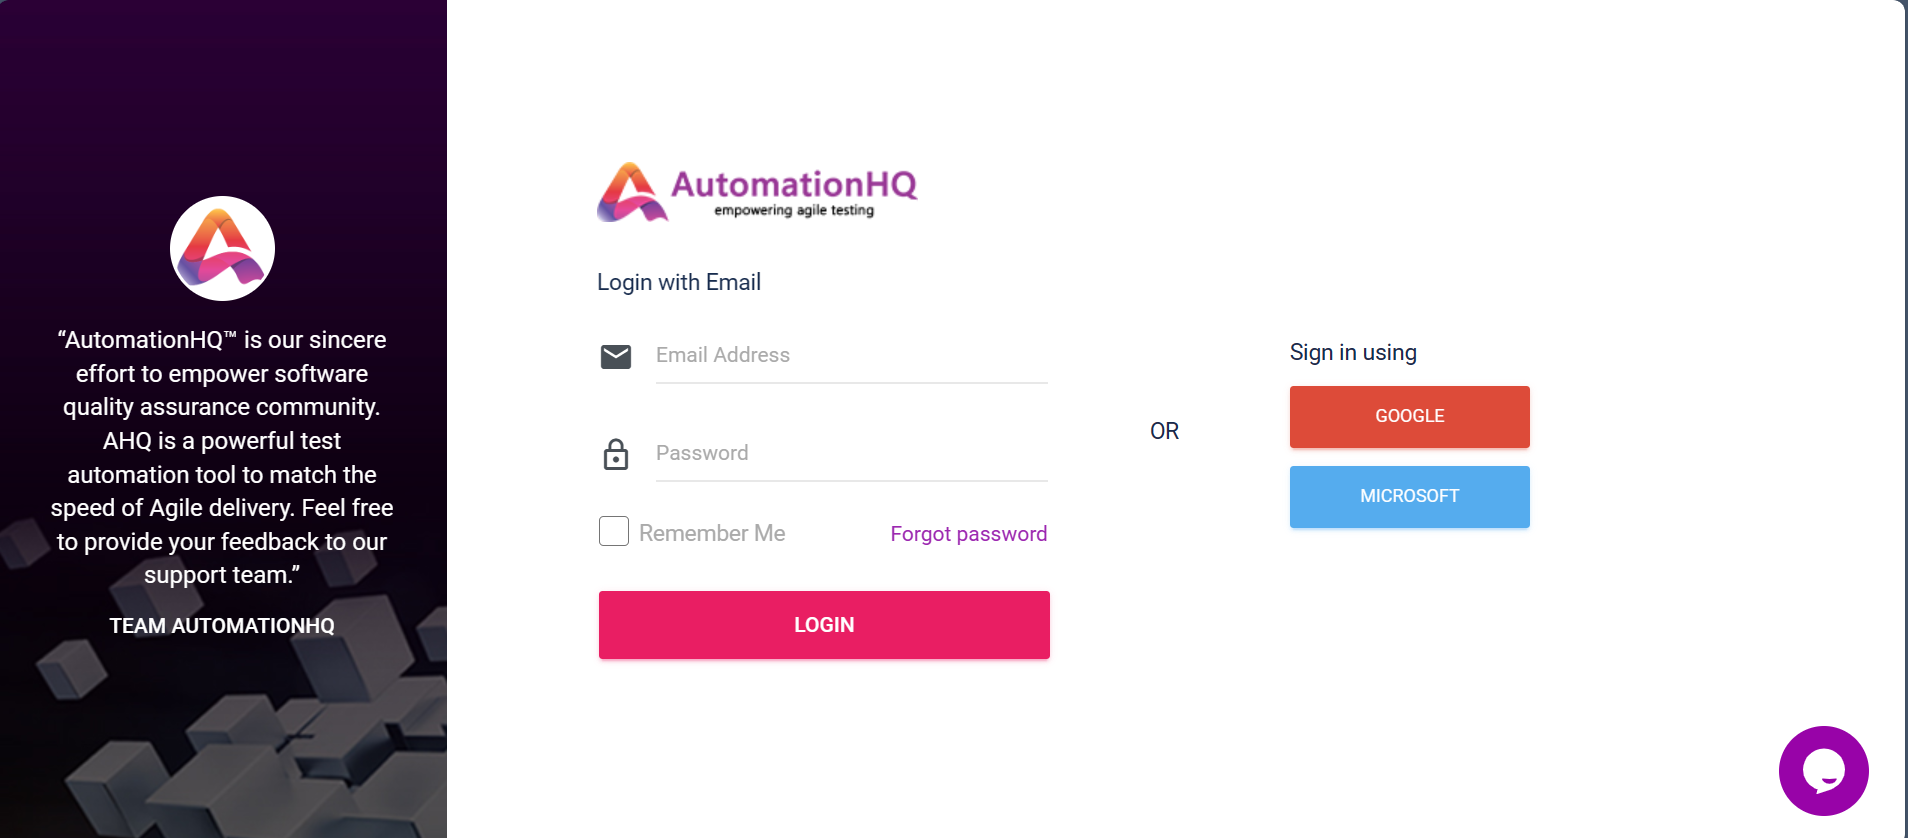 “AutomationHQ™ is our sincere
effort to empower software
quality assurance community.
AHQ is a powerful test
automation tool to match the
speed of Agile delivery. Feel free
to provide your feedback to our
support team.”
TEAM AUTOMATIONHQ
AutomationHQ
empowering agile testing
Login with Email
Email Address
Password
Remember Me
Forgot password
LOGIN
OR
Sign in using
GOOGLE
MICROSOFT